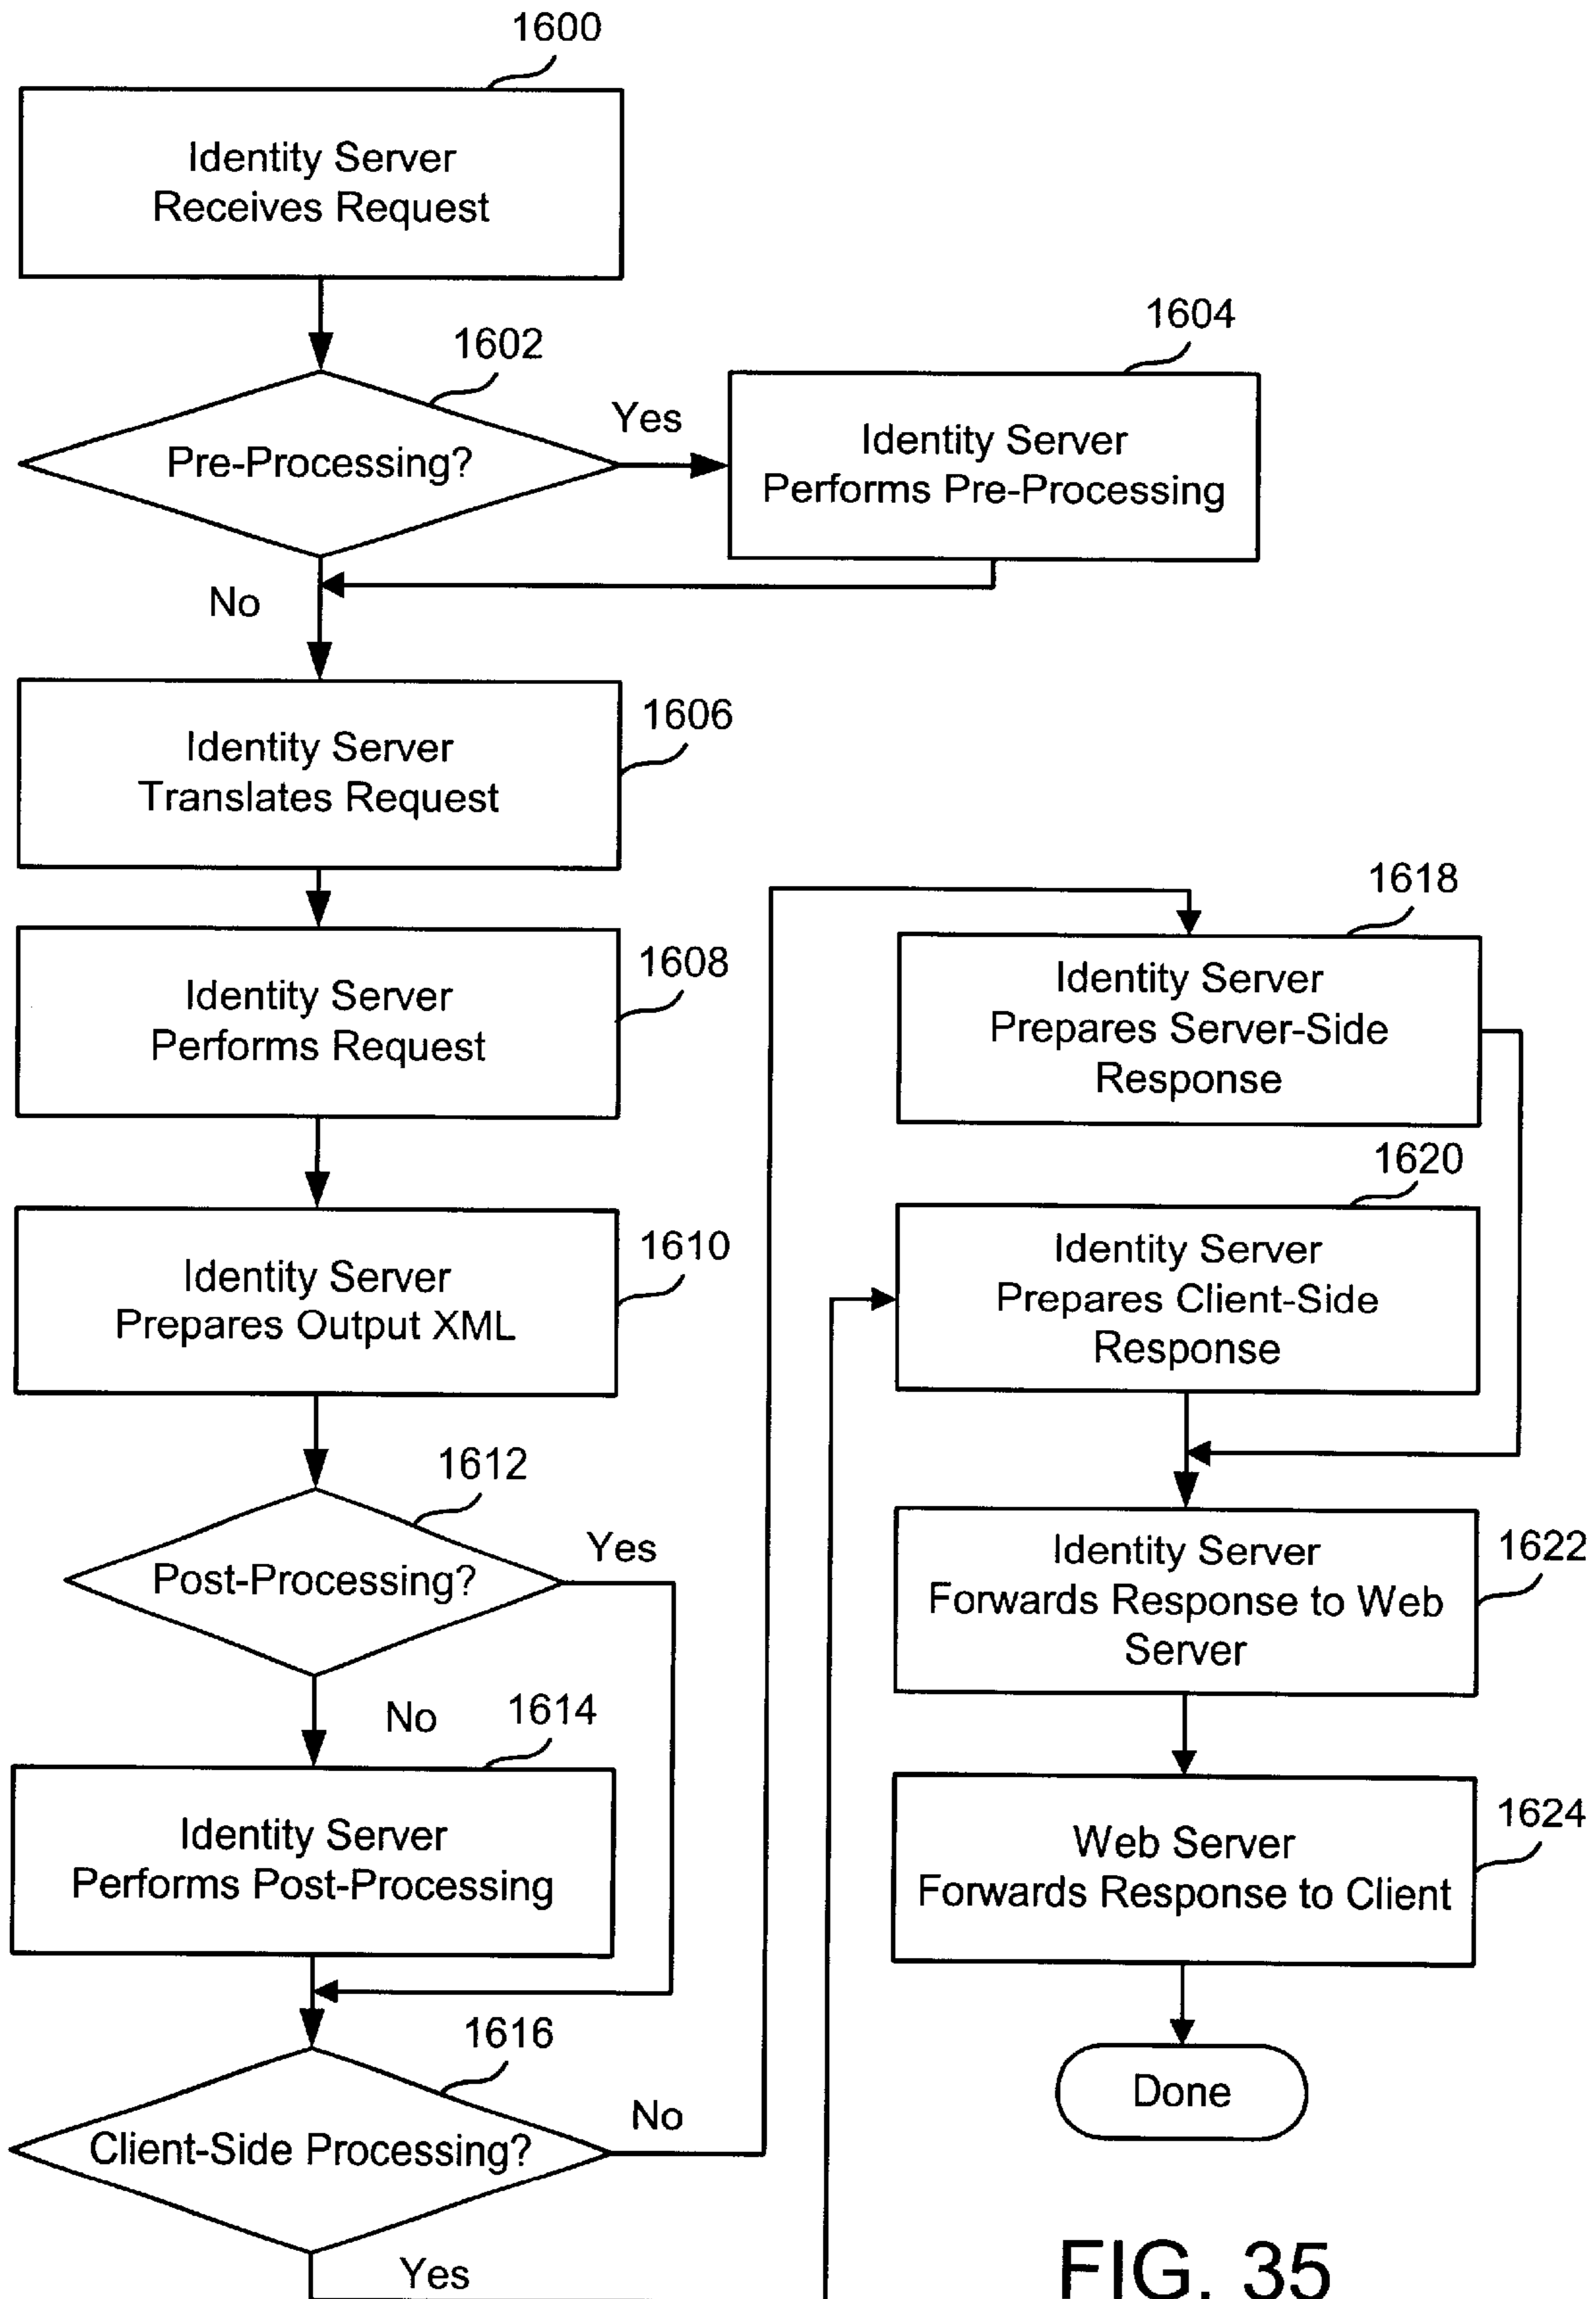 1600
Identity Server
Receives Request
1602
Pre-Processing?
Yes
No
1604
Identity Server
Performs Pre-Processing
1606
Identity Server
Translates Request
1608
Identity Server
Performs Request
1610
Identity Server
Prepares Output XML
1612
Post-Processing?
Yes
No
1614
Identity Server
Performs Post-Processing
1616
Client-Side Processing?
No
Yes
1618
Identity Server
Prepares Server-Side
Response
1620
Identity Server
Prepares Client-Side
Response
1622
Identity Server
Forwards Response to Web
Server
1624
Web Server
Forwards Response to Client
Done
FIG. 35